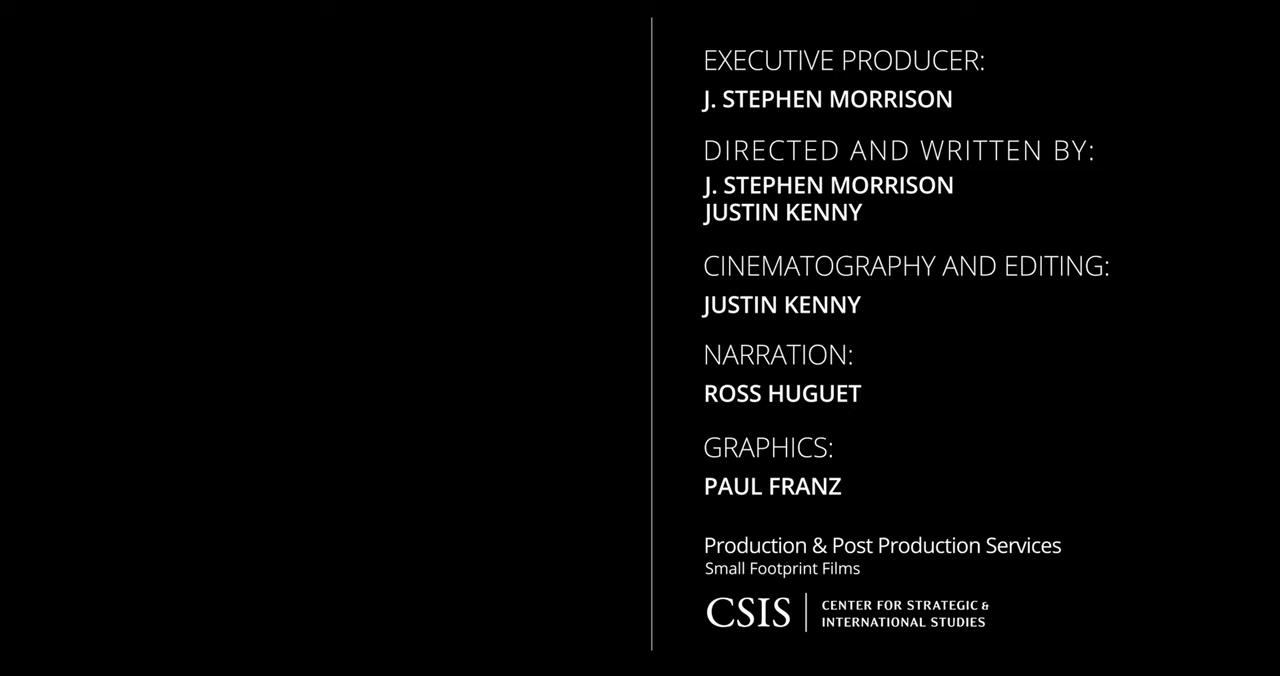 EXECUTIVE PRODUCER:
J. STEPHEN MORRISON
DIRECTED AND WRITTEN BY:
J. STEPHEN MORRISON
JUSTIN KENNY
CINEMATOGRAPHY AND EDITING:
JUSTIN KENNY
NARRATION:
ROSS HUGUET
GRAPHICS:
PAUL FRANZ
Production & Post Production Services
Small Footprint Films
CSIS
CENTER FOR STRATEGIC &
INTERNATIONAL STUDIES